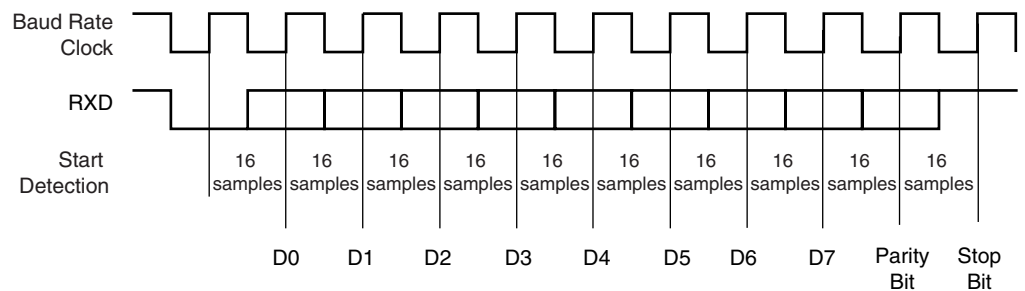 Baud Rate
Clock
RXD
Start
Detection
16 16 16 16 16 16 16 16 16 16
samples samples samples samples samples samples samples samples samples samples
D0 D1 D2 D3 D4 D5 D6 D7 Parity Stop
Bit Bit